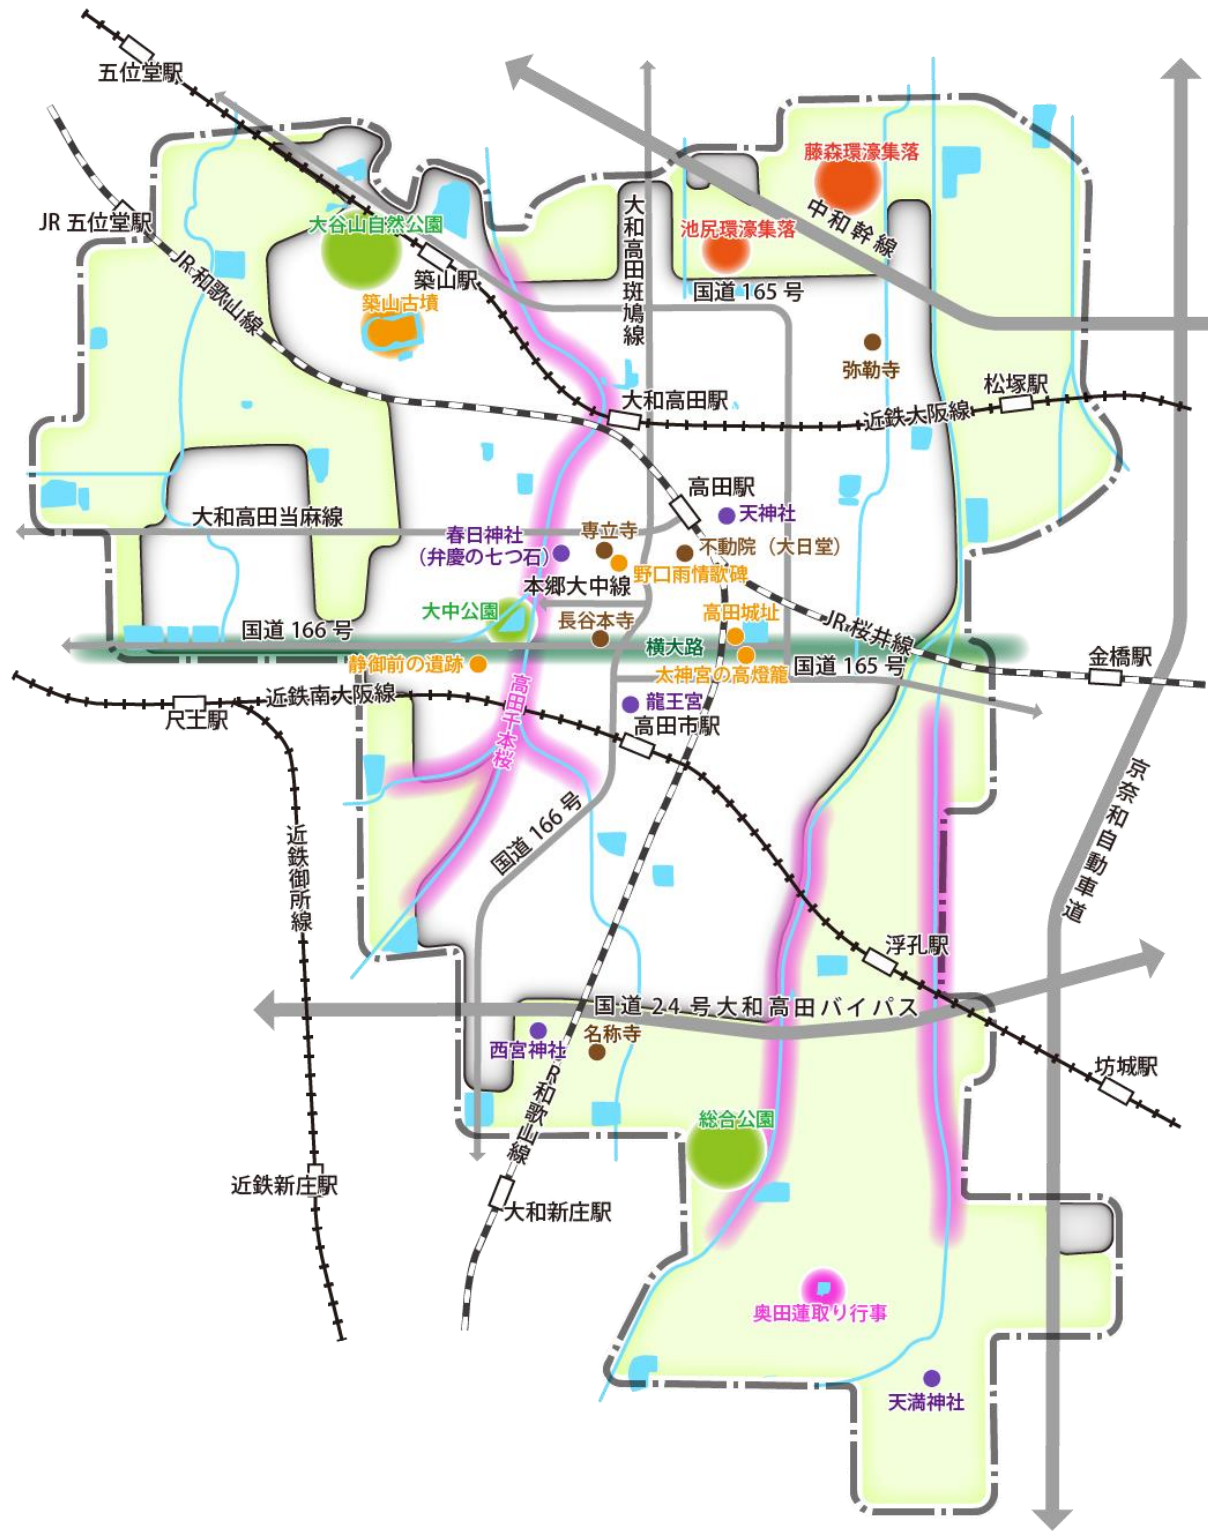 五位堂駅
藤森環濠集落
JR 五位堂駅
大谷山自然公園
大和高田斑鳩線
池尻環濠集落
中和幹線
JR 和歌山線
築山駅
国道 165 号
築山古墳
弥勒寺
松塚駅
大和高田駅
近鉄大阪線
高田駅
大和高田当麻線
天神社
春日神社
(弁慶の七つ石)
専立寺
不動院(大日堂)
野口雨情歌碑
本郷大中線
大中公園
長谷本寺
高田城址
JR 桜井線
国道 166 号
横大路
金橋駅
静御前の遺跡
太神宮の高燈籠
国道 165 号
近鉄南大阪線
龍王宮
尺土駅
高田千本桜
高田市駅
京奈和自動車道
国道 166 号
近鉄御所線
浮孔駅
国道 24 号大和高田バイパス
西宮神社
名称寺
坊城駅
JR和歌山線
総合公園
近鉄新庄駅
大和新庄駅
奥田蓮取り行事
天満神社